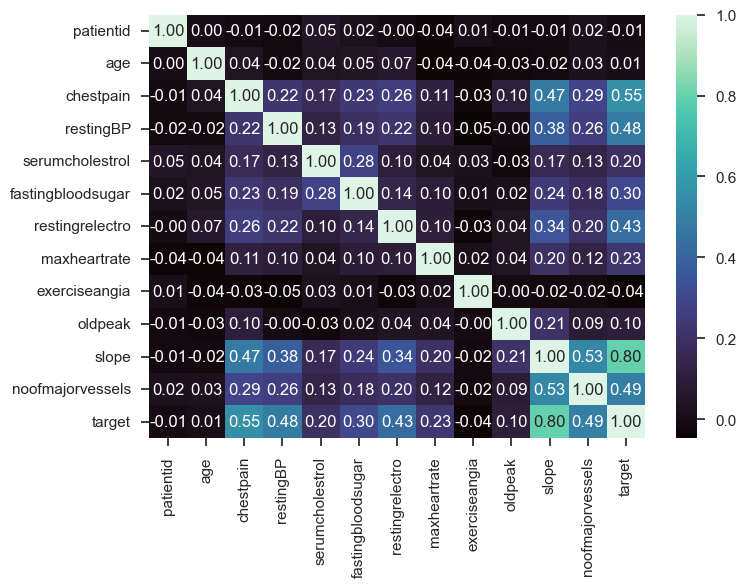 patientid 1.00 0.00 -0.01 -0.02 0.05 0.02 -0.00 -0.04 0.01 -0.01 -0.01 0.02 -0.01
age 0.00 1.00 0.04 -0.02 0.04 0.05 0.07 -0.04 -0.04 -0.03 -0.02 0.03 0.01
chestpain -0.01 0.04 1.00 0.22 0.17 0.23 0.26 0.11 -0.03 0.10 0.47 0.29 0.55
restingBP -0.02 -0.02 0.22 1.00 0.13 0.19 0.22 0.10 -0.05 -0.00 0.38 0.26 0.48
serumcholestrol 0.05 0.04 0.17 0.13 1.00 0.28 0.10 0.04 0.03 -0.03 0.17 0.13 0.20
fastingbloodsugar 0.02 0.05 0.23 0.19 0.28 1.00 0.14 0.10 0.01 0.02 0.24 0.18 0.30
restingrelectro -0.00 0.07 0.26 0.22 0.10 0.14 1.00 0.10 -0.03 0.04 0.34 0.20 0.43
maxheartrate -0.04 -0.04 0.11 0.10 0.04 0.10 0.10 1.00 0.02 0.04 0.20 0.12 0.23
exerciseangia 0.01 -0.04 -0.03 -0.05 0.03 0.01 -0.03 0.02 1.00 -0.00 -0.02 -0.02 -0.04
oldpeak -0.01 -0.03 0.10 -0.00 -0.03 0.02 0.04 0.04 -0.00 1.00 0.21 0.09 0.10
slope -0.01 -0.02 0.47 0.38 0.17 0.24 0.34 0.20 -0.02 0.21 1.00 0.53 0.80
noofmajorvessels 0.02 0.03 0.29 0.26 0.13 0.18 0.20 0.12 -0.02 0.09 0.53 1.00 0.49
target -0.01 0.01 0.55 0.48 0.20 0.30 0.43 0.23 -0.04 0.10 0.80 0.49 1.00
patientid
age
chestpain
restingBP
serumcholestrol
fastingbloodsugar
restingrelectro
maxheartrate
exerciseangia
oldpeak
slope
noofmajorvessels
target
1.0
0.8
0.6
0.4
0.2
0.0